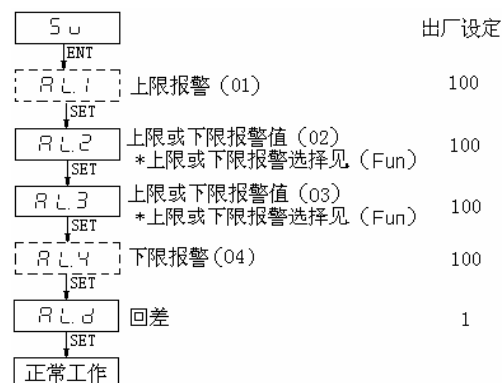 Su 出厂设定
ENT
AL.1 上限报警（01） 100
SET
AL.2 上限或下限报警值（02） 100
*上限或下限报警选择见（Fun）
SET
AL.3 上限或下限报警值（03） 100
*上限或下限报警选择见（Fun）
SET
AL.4 下限报警(04) 100
SET
AL.d 回差 1
SET
正常工作